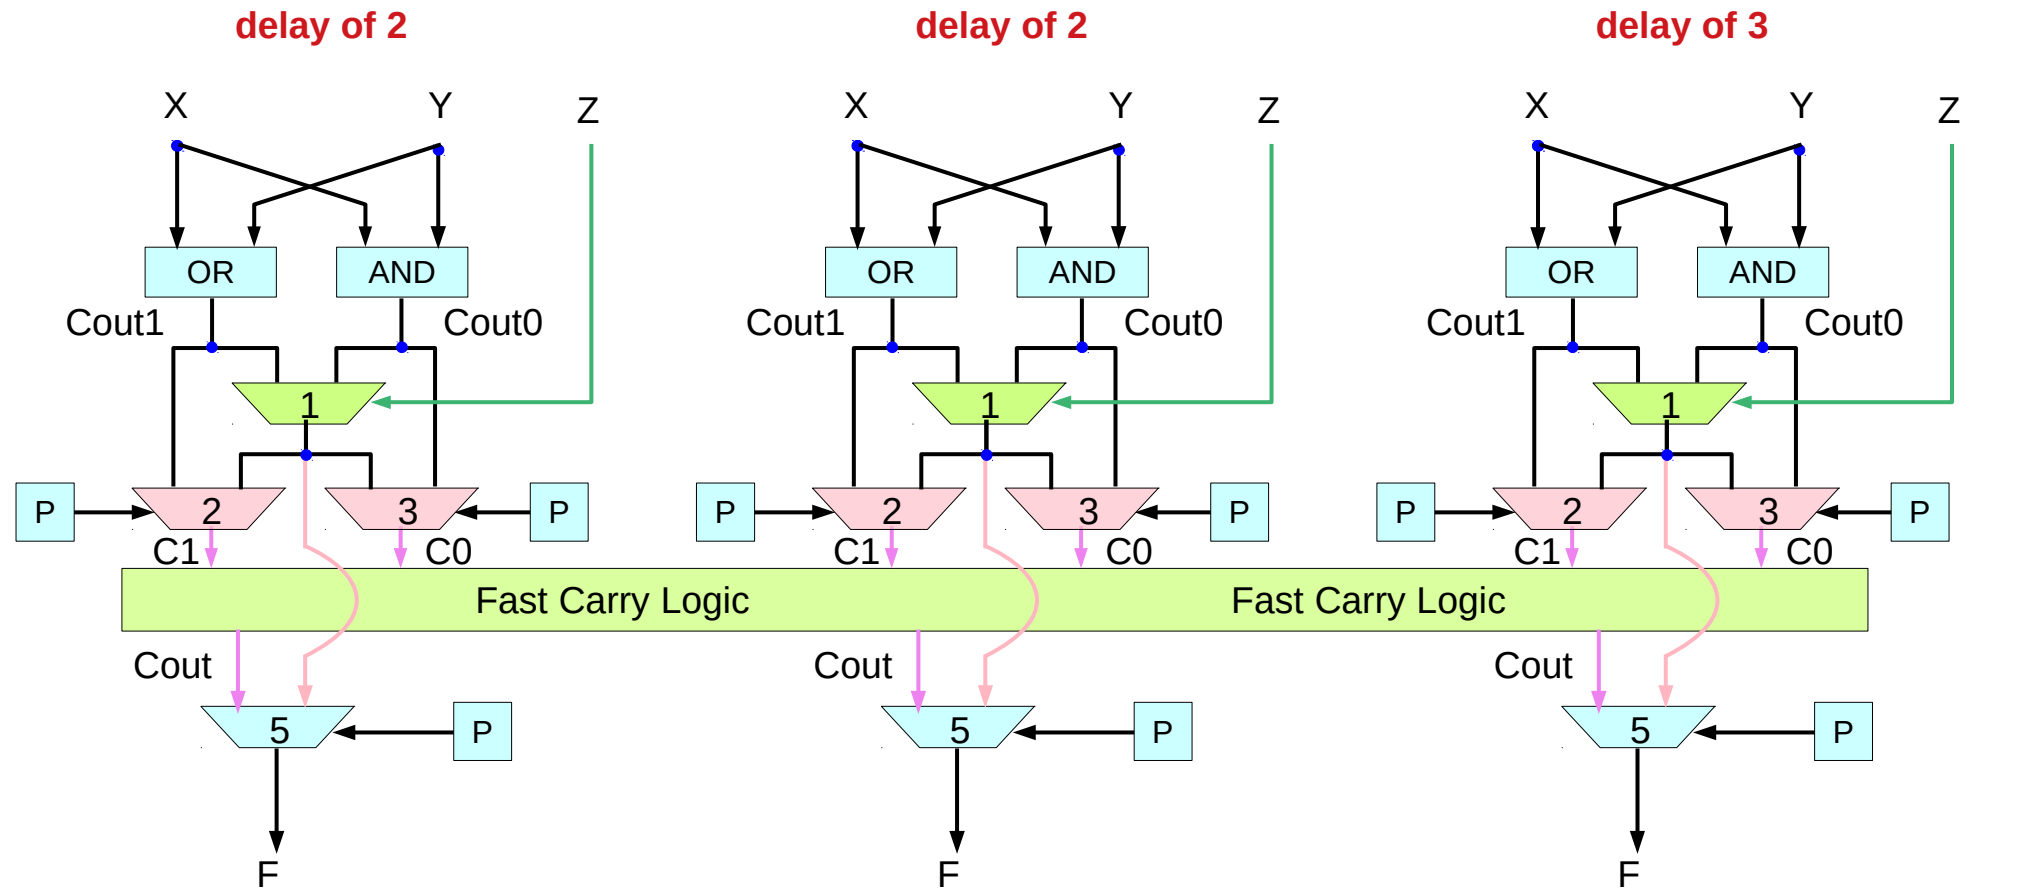 delay of 2 delay of 2 delay of 3
X Y Z X Y Z X Y Z
OR AND OR AND OR AND
Cout1 Cout0 Cout1 Cout0 Cout1 Cout0
1 1 1
P 2 3 P P 2 3 P P 2 3 P
C1 C0 C1 C0 C1 C0
Fast Carry Logic Fast Carry Logic
Cout Cout Cout
5 P 5 P 5 P
F F F